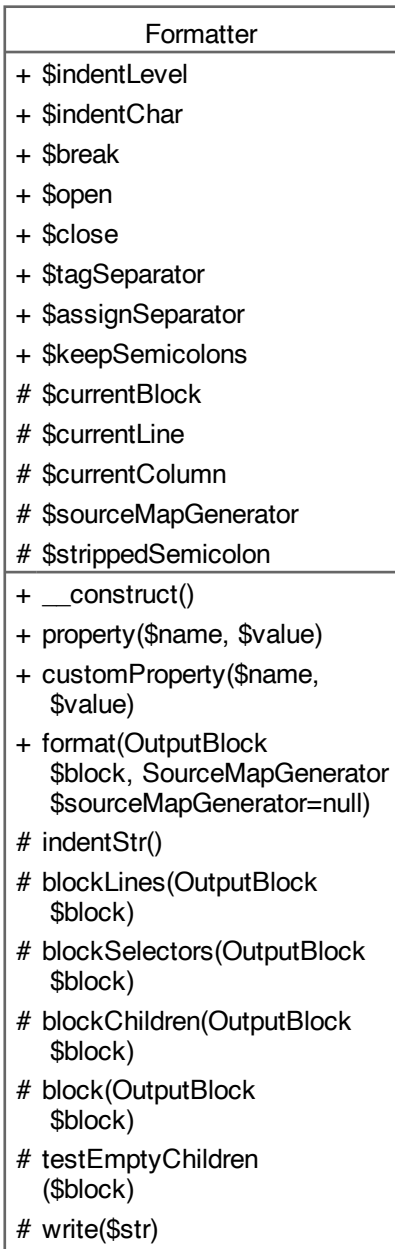 Formatter
+ $indentLevel
+ $indentChar
+ $break
+ $open
+ $close
+ $tagSeparator
+ $assignSeparator
+ $keepSemicolons
# $currentBlock
# $currentLine
# $currentColumn
# $sourceMapGenerator
# $strippedSemicolon
+ __construct()
+ property($name, $value)
+ customProperty($name,
$value)
+ format(OutputBlock
$block, SourceMapGenerator
$sourceMapGenerator=null)
# indentStr()
# blockLines(OutputBlock
$block)
# blockSelectors(OutputBlock
$block)
# blockChildren(OutputBlock
$block)
# block(OutputBlock
$block)
# testEmptyChildren
($block)
# write($str)